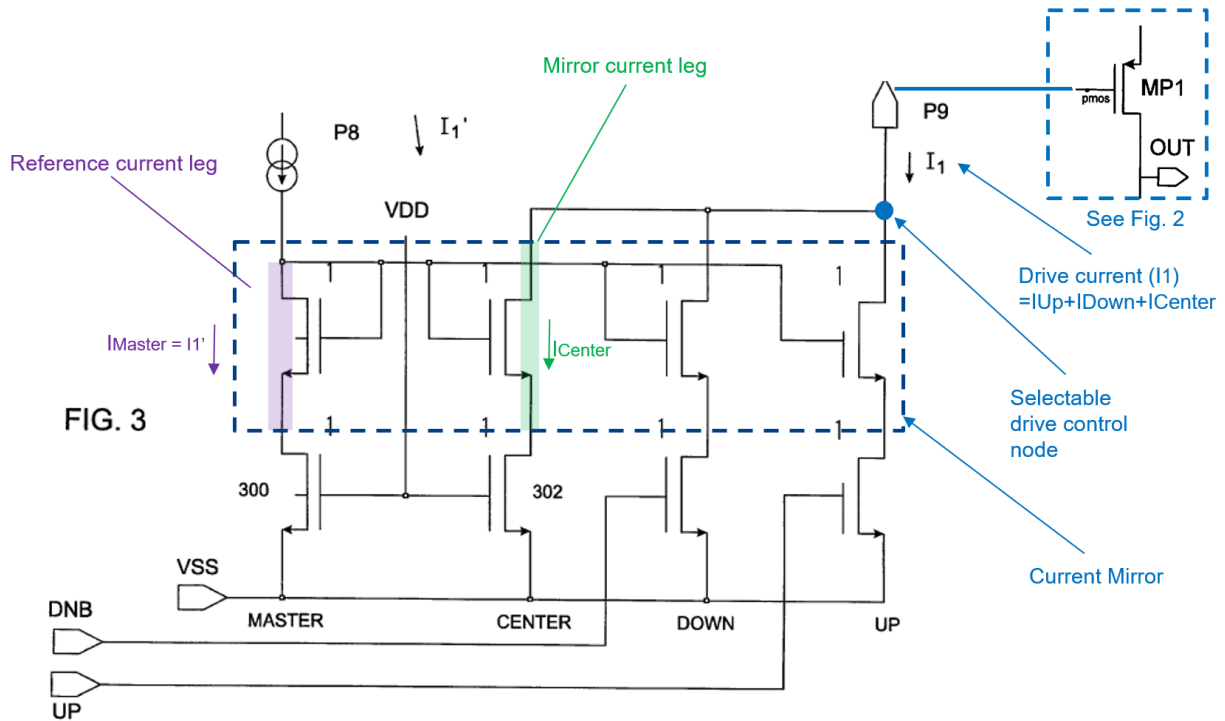 Mirror current leg
P8
I₁'
P9
pmos
MP1
OUT
See Fig. 2
Reference current leg
VDD
I₁
Drive current (I1)
=IUp+IDown+ICenter
1
1
1
1
IMaster = I1'
ICenter
FIG. 3
Selectable
drive control
node
1
1
1
1
300
302
Current Mirror
VSS
DNB
MASTER
CENTER
DOWN
UP
UP